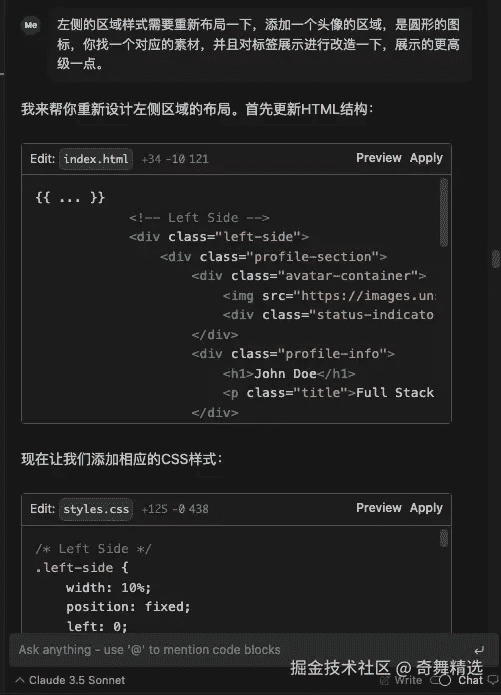 Me
左侧的区域样式需要重新布局一下，添加一个头像的区域，是圆形的图
标，你找一个对应的素材，并且对标签展示进行改造一下，展示的更高
级一点。
我来帮你重新设计左侧区域的布局。首先更新HTML结构：
Edit: index.html +34 -10 121 Preview Apply
{{ ... }}
<!-- Left Side -->
<div class="left-side">
<div class="profile-section">
<div class="avatar-container">
<img src="https://images.uns
<div class="status-indicato
</div>
<div class="profile-info">
<h1>John Doe</h1>
<p class="title">Full Stack
</div>
现在让我们添加相应的CSS样式：
Edit: styles.css +125 -0 438 Preview Apply
/* Left Side */
.left-side {
width: 10%;
position: fixed;
left: 0;
Ask anything - use '@' to mention code blocks
掘金技术社区 @ 奇舞精选
Claude 3.5 Sonnet Write Chat